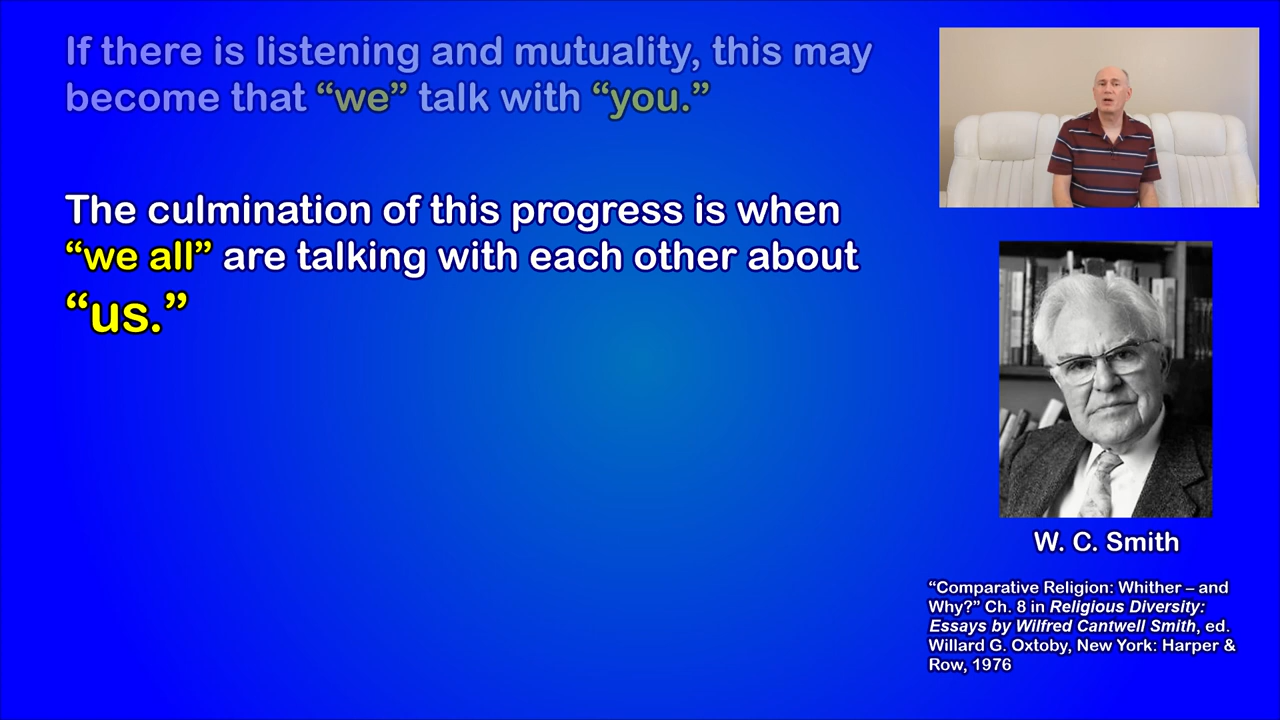 If there is listening and mutuality, this may
become that “we” talk with “you.”
The culmination of this progress is when
“we all” are talking with each other about
“us.”
W. C. Smith
“Comparative Religion: Whither – and
Why?” Ch. 8 in Religious Diversity:
Essays by Wilfred Cantwell Smith, ed.
Willard G. Oxtoby, New York: Harper &
Row, 1976